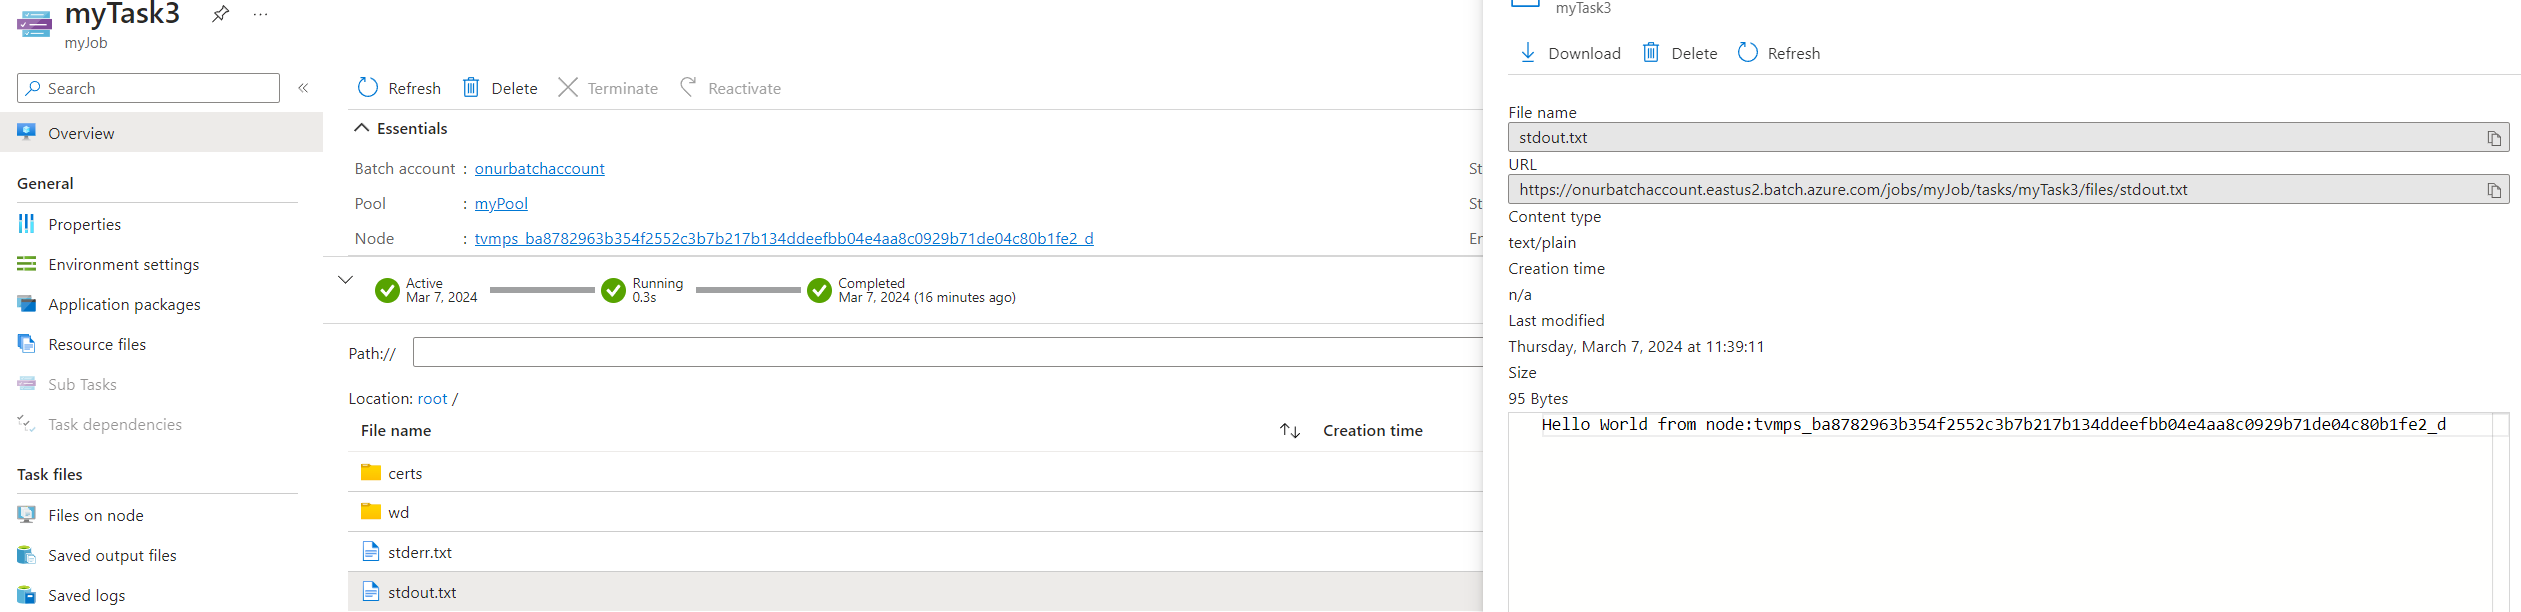 myTask3
...
myJob
Search
«
Overview
General
Properties
Environment settings
Application packages
Resource files
Sub Tasks
Task dependencies
Task files
Files on node
Saved output files
Saved logs
Refresh Delete Terminate Reactivate
Essentials
Batch account : onurbatchaccount
St
Pool : myPool
St
Node : tvmps_ba8782963b354f2552c3b7b217b134ddeefbb04e4aa8c0929b71de04c80b1fe2_d
En
Active
Mar 7, 2024
Running
0.3s
Completed
Mar 7, 2024 (16 minutes ago)
Path://
Location: root /
File name Creation time
certs
wd
stderr.txt
stdout.txt
myTask3
Download Delete Refresh
File name
stdout.txt
URL
https://onurbatchaccount.eastus2.batch.azure.com/jobs/myJob/tasks/myTask3/files/stdout.txt
Content type
text/plain
Creation time
n/a
Last modified
Thursday, March 7, 2024 at 11:39:11
Size
95 Bytes
Hello World from node:tvmps_ba8782963b354f2552c3b7b217b134ddeefbb04e4aa8c0929b71de04c80b1fe2_d